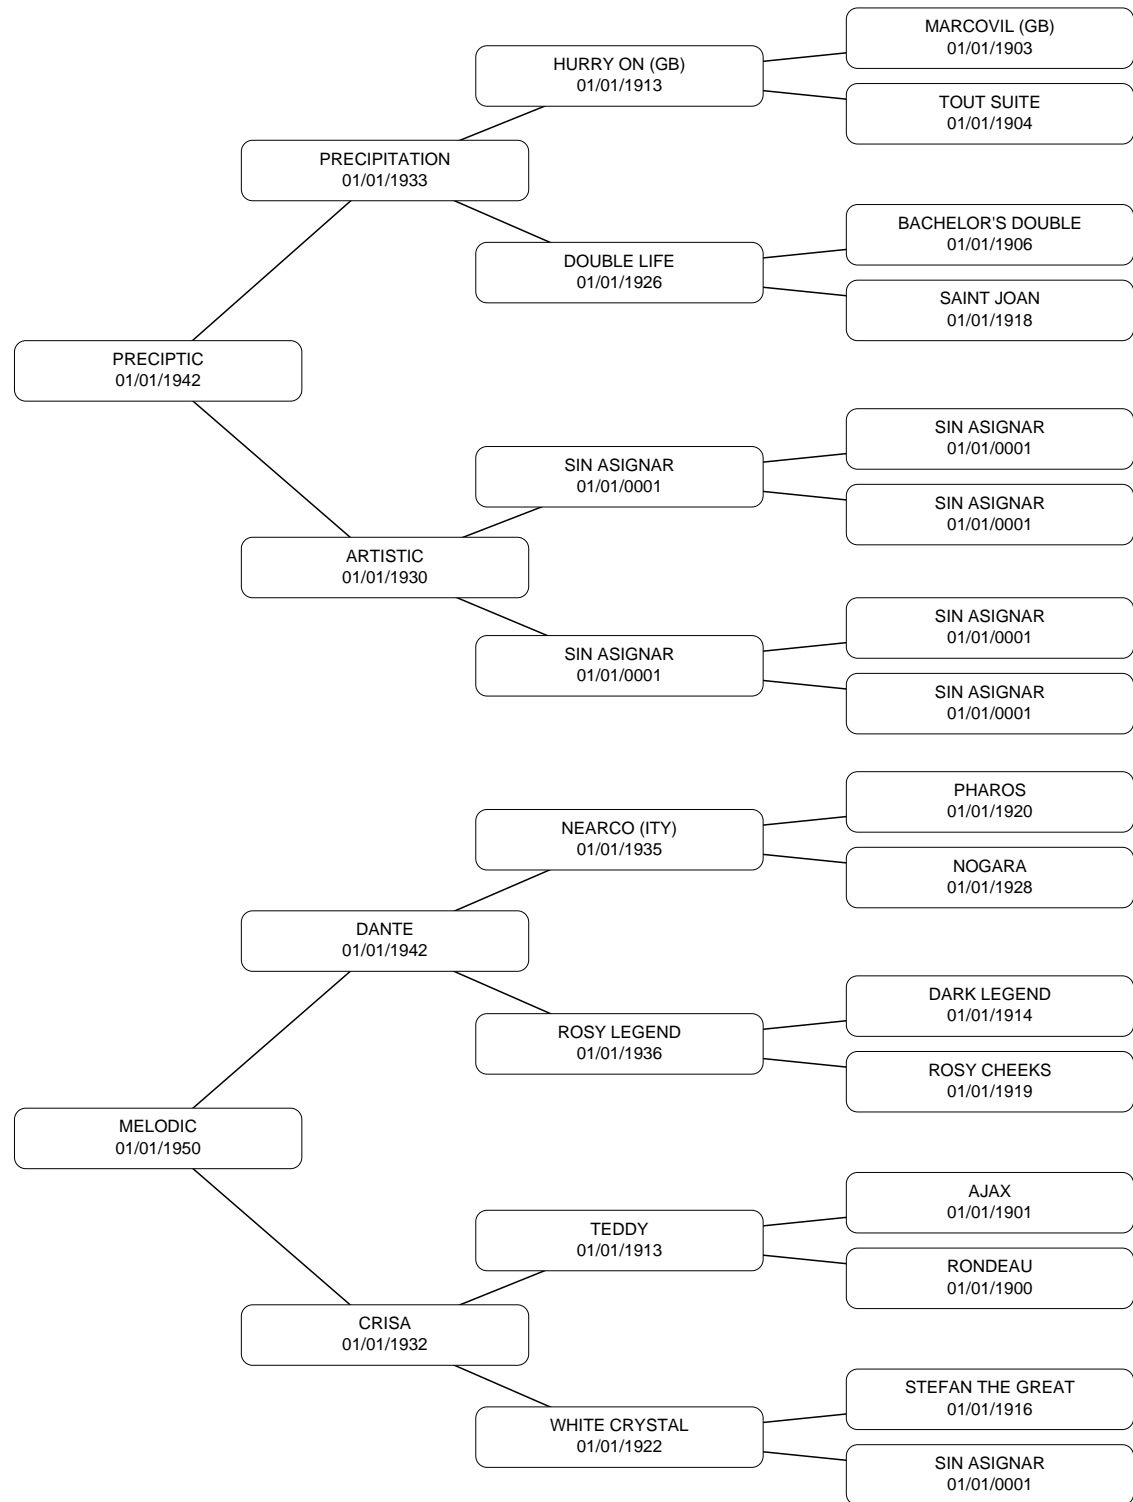 MARCOVIL (GB)
01/01/1903
HURRY ON (GB)
01/01/1913
TOUT SUITE
01/01/1904
PRECIPITATION
01/01/1933
BACHELOR'S DOUBLE
01/01/1906
DOUBLE LIFE
01/01/1926
SAINT JOAN
01/01/1918
PRECIPTIC
01/01/1942
SIN ASIGNAR
01/01/0001
SIN ASIGNAR
01/01/0001
SIN ASIGNAR
01/01/0001
ARTISTIC
01/01/1930
SIN ASIGNAR
01/01/0001
SIN ASIGNAR
01/01/0001
SIN ASIGNAR
01/01/0001
PHAROS
01/01/1920
NEARCO (ITY)
01/01/1935
NOGARA
01/01/1928
DANTE
01/01/1942
DARK LEGEND
01/01/1914
ROSY LEGEND
01/01/1936
ROSY CHEEKS
01/01/1919
MELODIC
01/01/1950
AJAX
01/01/1901
TEDDY
01/01/1913
RONDEAU
01/01/1900
CRISA
01/01/1932
STEFAN THE GREAT
01/01/1916
WHITE CRYSTAL
01/01/1922
SIN ASIGNAR
01/01/0001